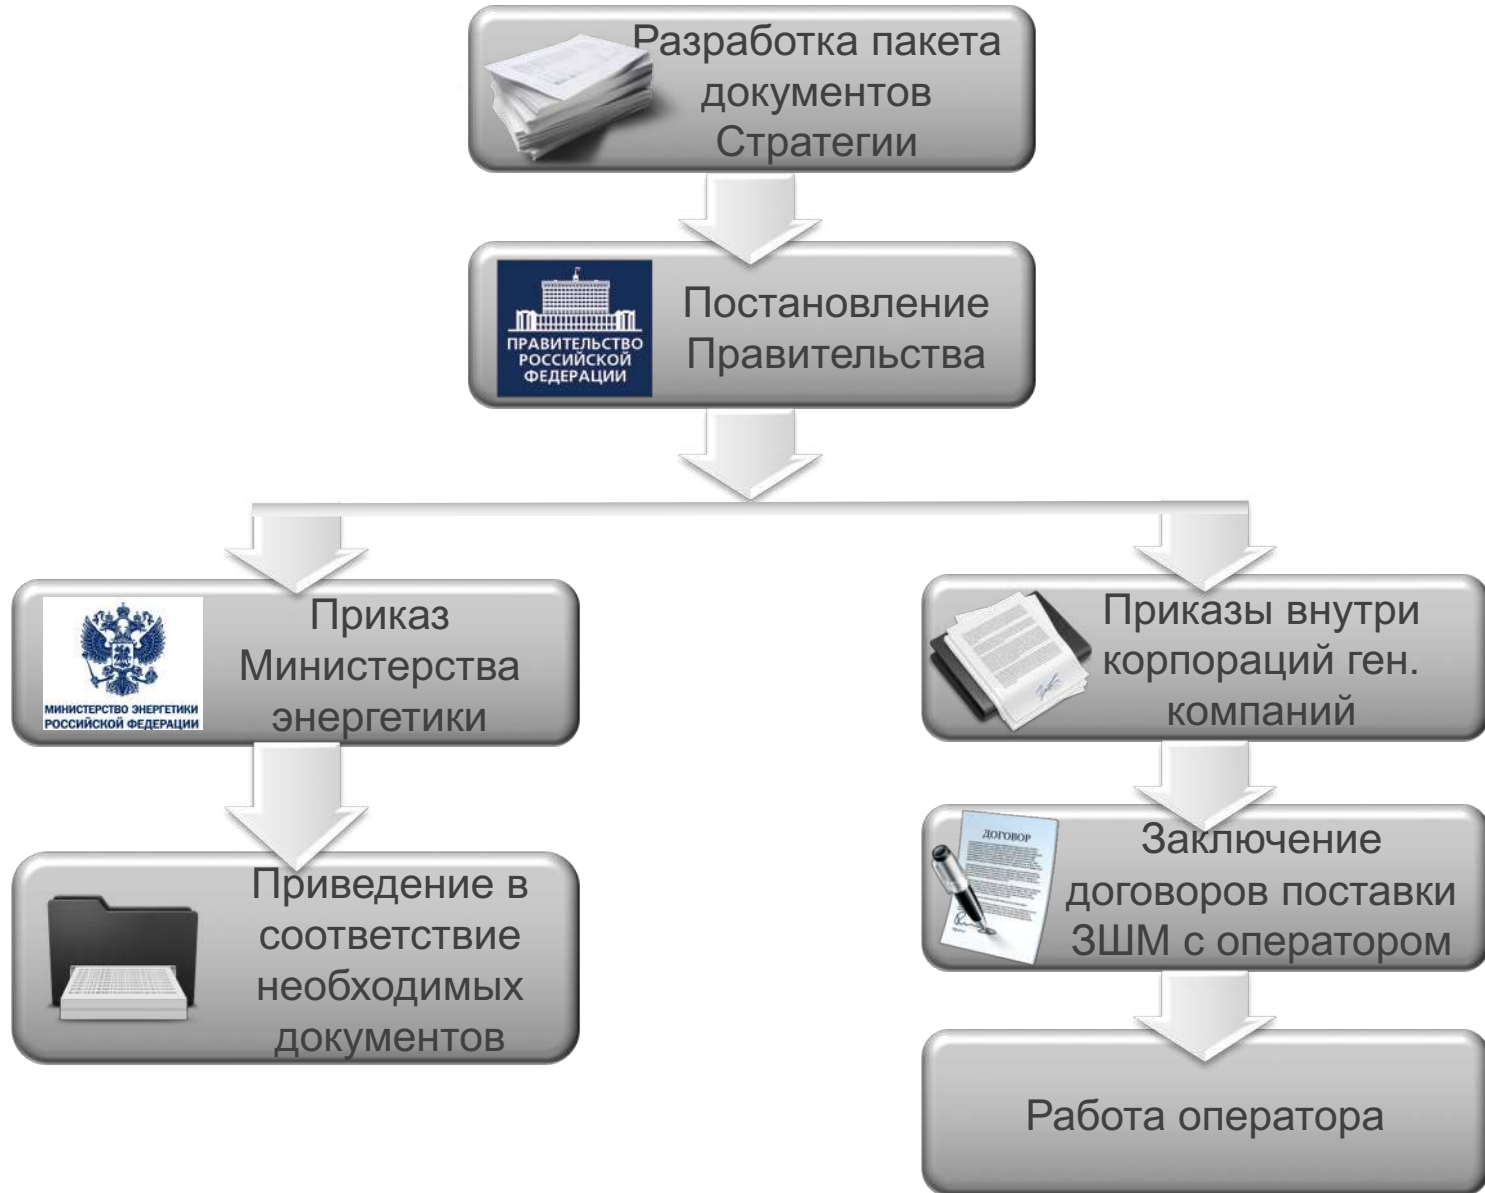 Разработка пакета
документов
Стратегии
ПРАВИТЕЛЬСТВО
РОССИЙСКОЙ
ФЕДЕРАЦИИ
Постановление
Правительства
МИНИСТЕРСТВО ЭНЕРГЕТИКИ
РОССИЙСКОЙ ФЕДЕРАЦИИ
Приказ
Министерства
энергетики
Приведение в
соответствие
необходимых
документов
Приказы внутри
корпораций ген.
компаний
ДОГОВОР
Заключение
договоров поставки
ЗШМ с оператором
Работа оператора